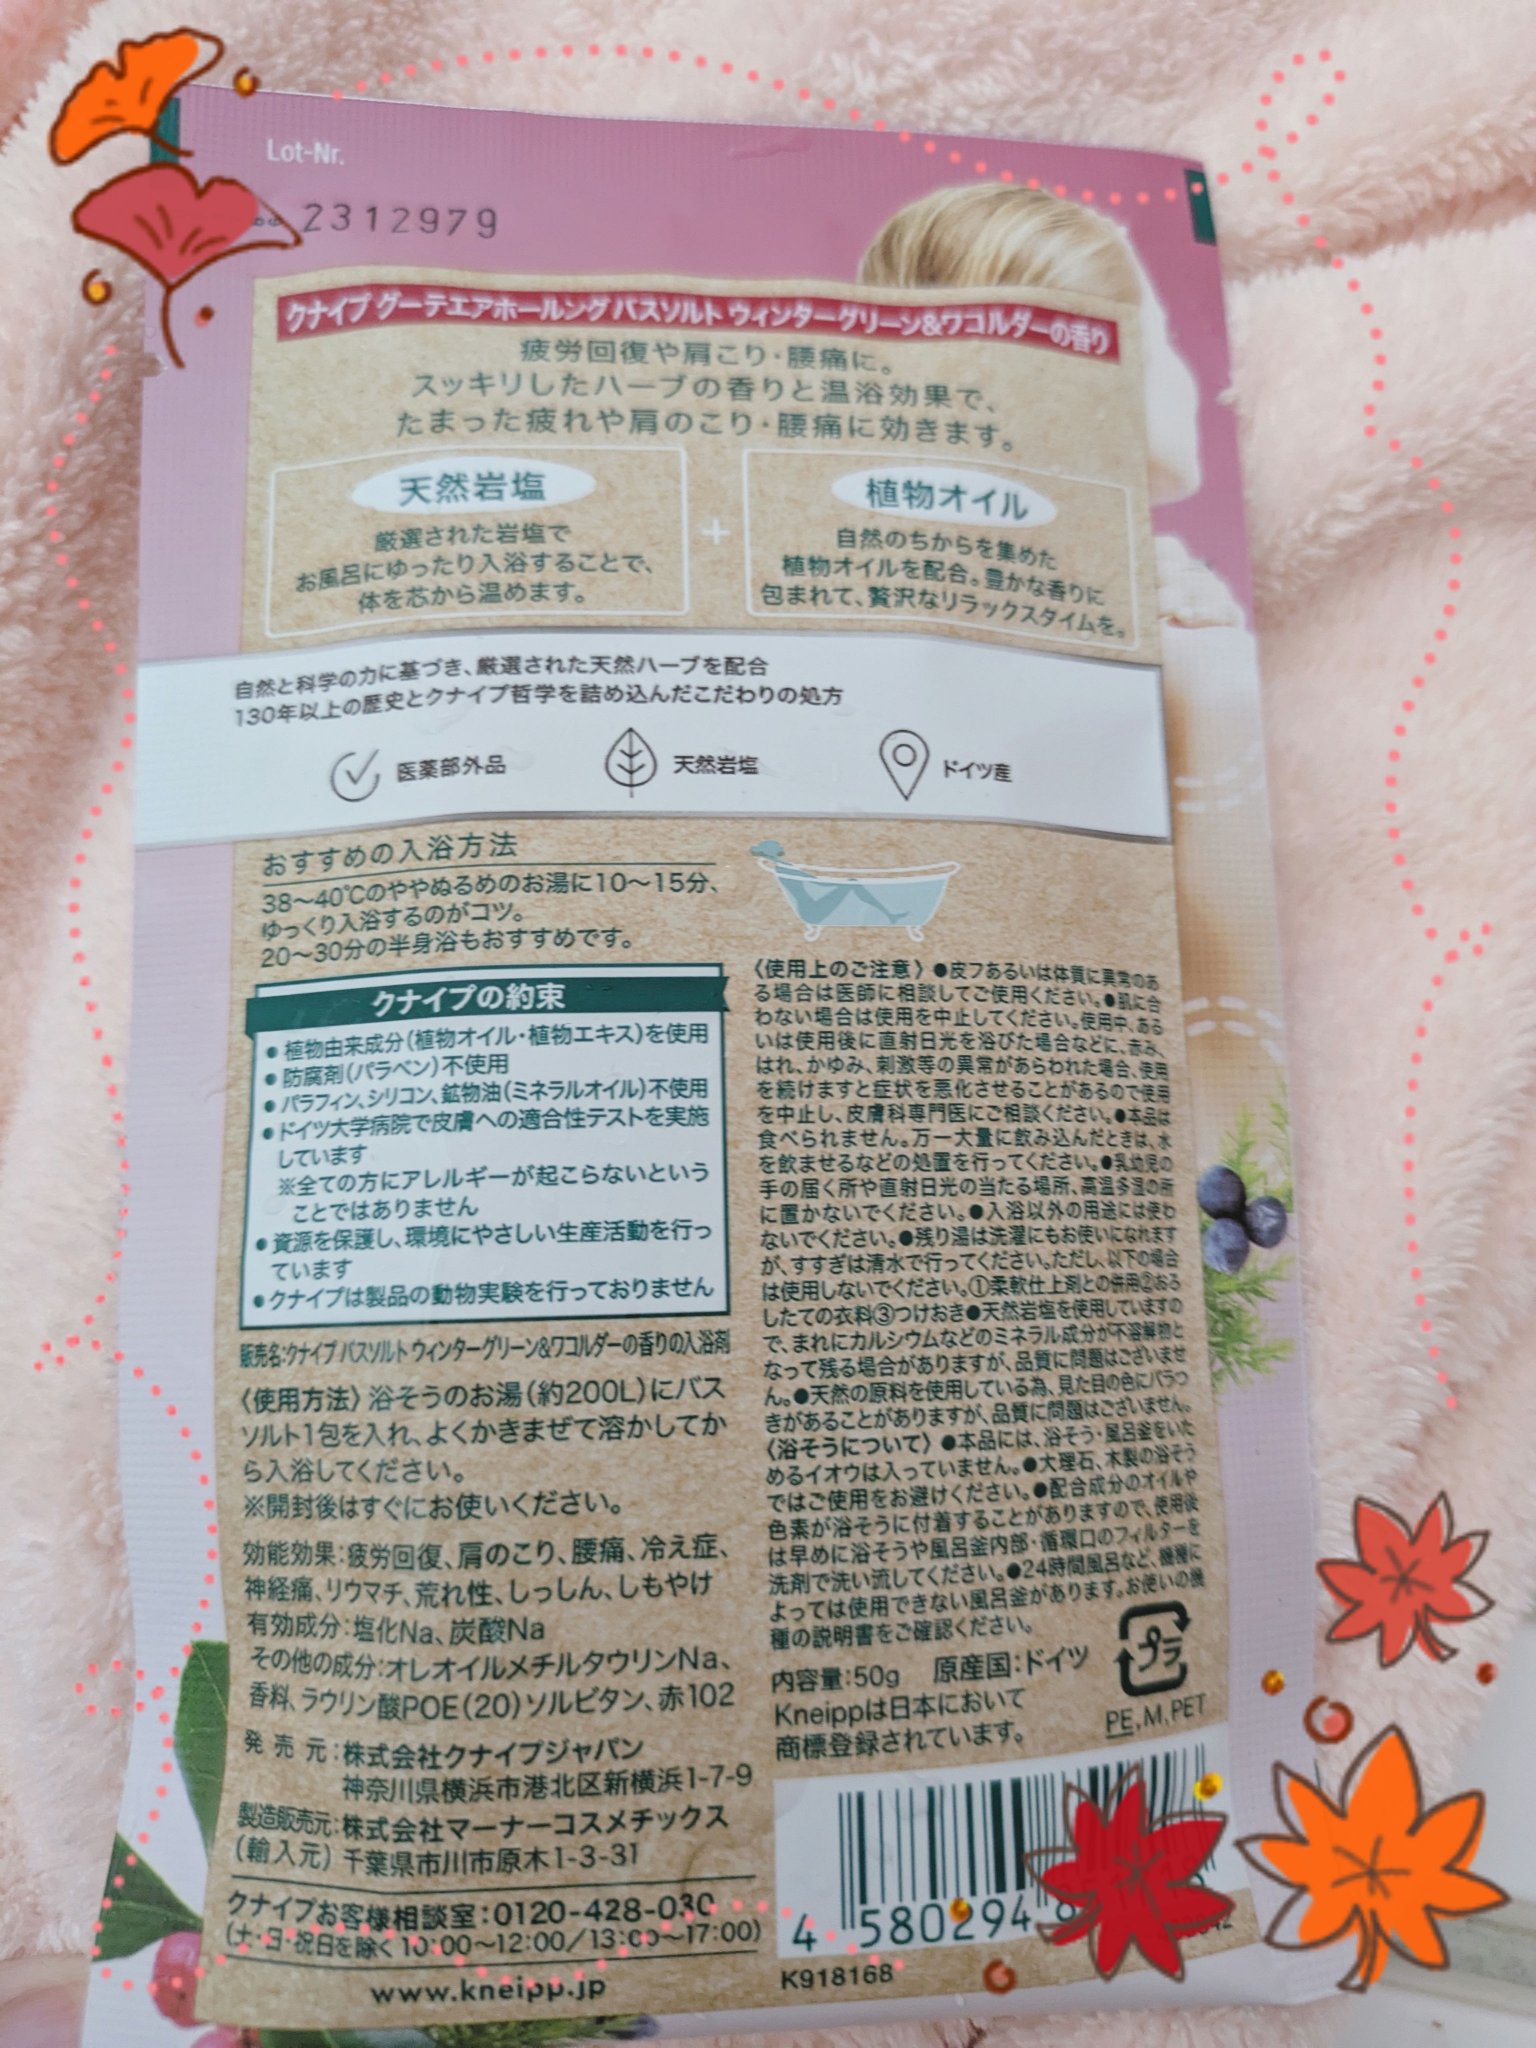 Lot-Nr.
2312979
クナイプ グーテエアホールング バスソルト ウィンターグリーン&ワコルダーの香り
疲労回復や肩こり・腰痛に。
スッキリしたハーブの香りと温浴効果で、
たまった疲れや肩のこり・腰痛に効きます。
天然岩塩
厳選された岩塩で
お風呂にゆったり入浴することで、
体を芯から温めます。
+
植物オイル
自然のちからを集めた
植物オイルを配合。豊かな香りに
包まれて、贅沢なリラックスタイムを。
自然と科学の力に基づき、厳選された天然ハーブを配合
130年以上の歴史とクナイプ哲学を詰め込んだこだわりの処方
医薬部外品
天然岩塩
ドイツ産
おすすめの入浴方法
38〜40℃のややぬるめのお湯に10〜15分、
ゆっくり入浴するのがコツ。
20〜30分の半身浴もおすすめです。
クナイプの約束
●植物由来成分(植物オイル・植物エキス)を使用
●防腐剤(パラベン)不使用
●パラフィン、シリコン、鉱物油(ミネラルオイル)不使用
●ドイツ大学病院で皮膚への適合性テストを実施
しています
※全ての方にアレルギーが起こらないという
ことではありません
●資源を保護し、環境にやさしい生産活動を行っ
ています
●クナイプは製品の動物実験を行っておりません
販売名:クナイプ バスソルト ウィンターグリーン&ワコルダーの香りの入浴剤
〈使用方法〉浴そうのお湯(約200L)にバス
ソルト1包を入れ、よくかきまぜて溶かしてか
ら入浴してください。
※開封後はすぐにお使いください。
効能効果:疲労回復、肩のこり、腰痛、冷え症、
神経痛、リウマチ、荒れ性、しっしん、しもやけ
有効成分:塩化Na、炭酸Na
その他の成分:オレオイルメチルタウリンNa、
香料、ラウリン酸POE(20)ソルビタン、赤102
発売元:株式会社クナイプジャパン
神奈川県横浜市港北区新横浜1-7-9
製造販売元:株式会社マーナーコスメチックス
(輸入元) 千葉県市川市原木1-3-31
クナイプお客様相談室:0120-428-030
(土・日・祝日を除く 10:00〜12:00/13:00〜17:00)
www.kneipp.jp
〈使用上のご注意〉●皮フあるいは体質に異常のあ
る場合は医師に相談してご使用ください。●肌に合
わない場合は使用を中止してください。使用中、ある
いは使用後に直射日光を浴びた場合などに、赤み、
はれ、かゆみ、刺激等の異常があらわれた場合、使用
を続けますと症状を悪化させることがあるので使用
を中止し、皮膚科専門医にご相談ください。●本品は
食べられません。万一大量に飲み込んだときは、水
を飲ませるなどの処置を行ってください。●乳幼児の
手の届く所や直射日光の当たる場所、高温多湿の所
に置かないでください。●入浴以外の用途には使わ
ないでください。●残り湯は洗濯にもお使いになれます
が、すすぎは清水で行ってください。ただし、以下の場合
は使用しないでください。①柔軟仕上剤との併用②おろ
したての衣料③つけおき●天然岩塩を使用していますの
で、まれにカルシウムなどのミネラル成分が不溶解物と
なって残る場合がありますが、品質に問題はございませ
ん。●天然の原料を使用している為、見た目の色にバラつ
きがあることがありますが、品質に問題はございません。
〈浴そうについて〉●本品には、浴そう・風呂釜をいた
めるイオウは入っていません。●大理石、木製の浴そう
ではご使用をお避けください。●配合成分のオイルや
色素が浴そうに付着することがありますので、使用後
は早めに浴そうや風呂釜内部・循環口のフィルターを
洗剤で洗い流してください。●24時間風呂など、機種に
よっては使用できない風呂釜があります。お使いの機
種の説明書をご確認ください。
内容量:50g 原産国:ドイツ
Kneippは日本において
商標登録されています。
プラ
PE,M,PET
4 580294
K918168